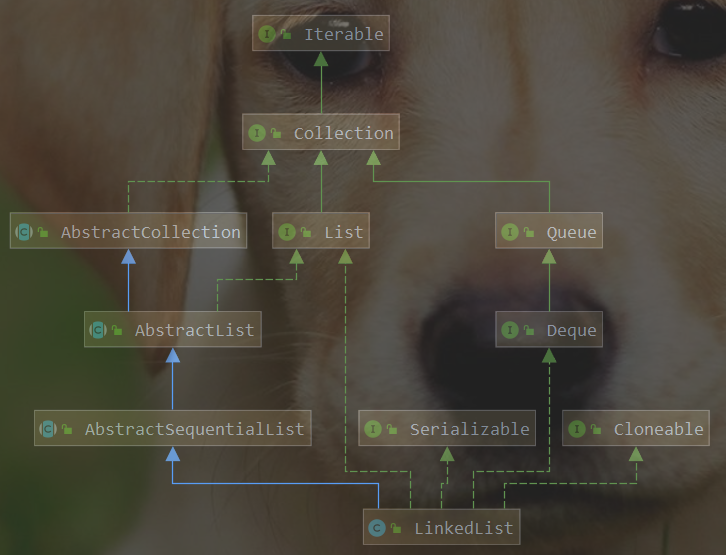 I Iterable
I Collection
C AbstractCollection
I List
I Queue
C AbstractList
I Deque
C AbstractSequentialList
I Serializable
I Cloneable
C LinkedList